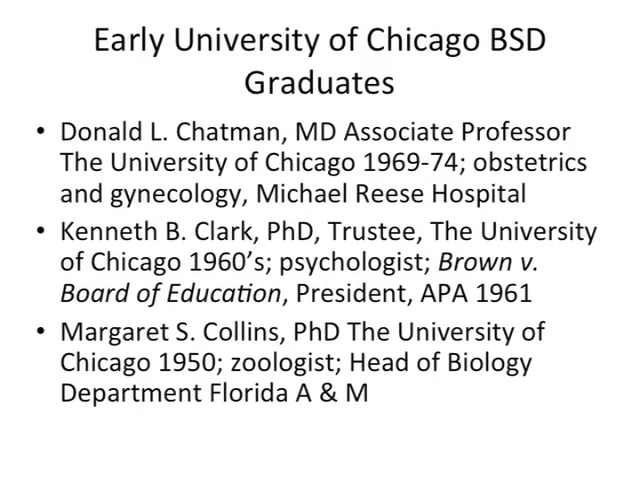 Early University of Chicago BSD
Graduates
• Donald L. Chatman, MD Associate Professor
The University of Chicago 1969-74; obstetrics
and gynecology, Michael Reese Hospital
• Kenneth B. Clark, PhD, Trustee, The University
of Chicago 1960’s; psychologist; Brown v.
Board of Education, President, APA 1961
• Margaret S. Collins, PhD The University of
Chicago 1950; zoologist; Head of Biology
Department Florida A & M